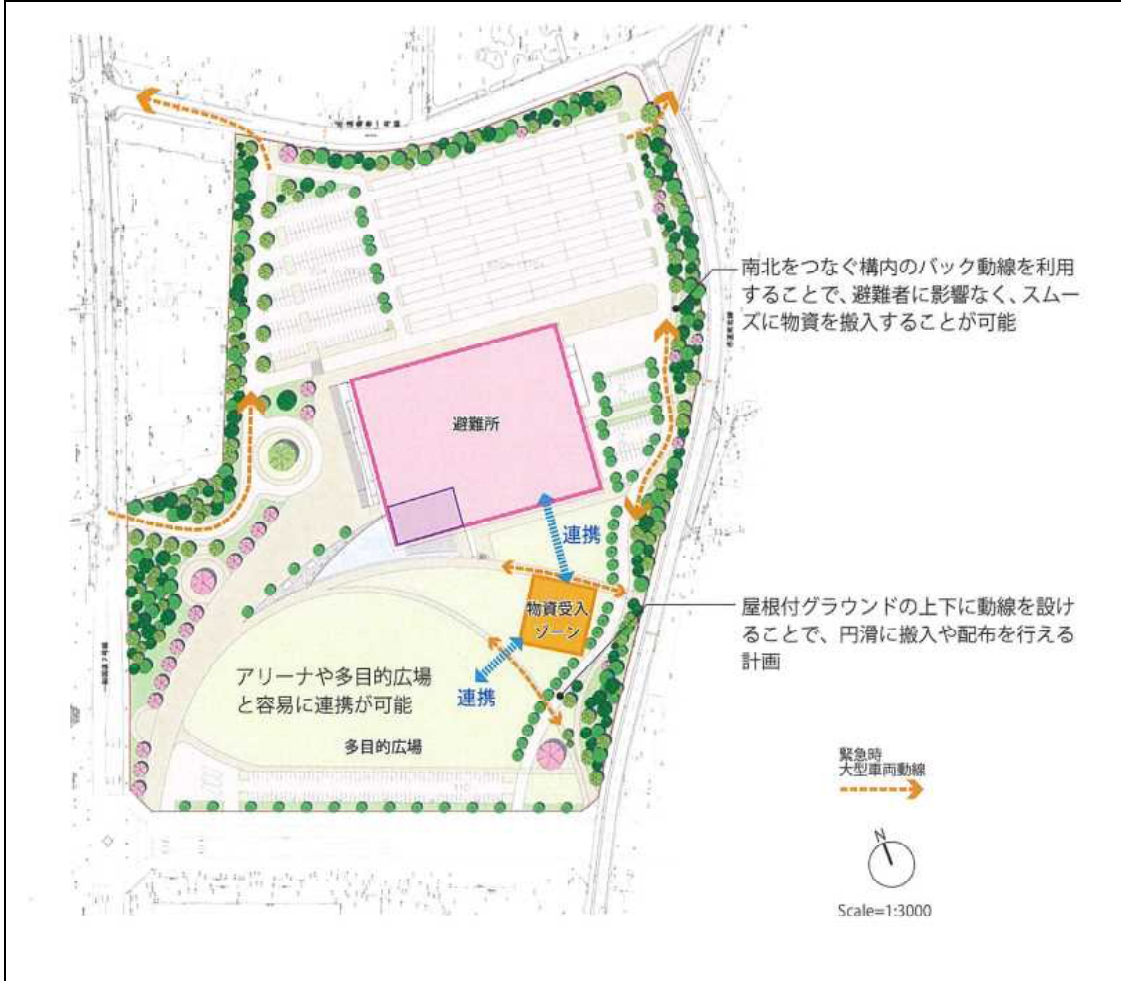 南北をつなぐ構内のバック動線を利用
することで、避難者に影響なく、スムー
ズに物資を搬入することが可能
避難所
連携
物資受入
ゾーン
屋根付グラウンドの上下に動線を設け
ることで、円滑に搬入や配布を行える
計画
アリーナや多目的広場
と容易に連携が可能
連携
多目的広場
緊急時
大型車両動線
N
Scale=1:3000